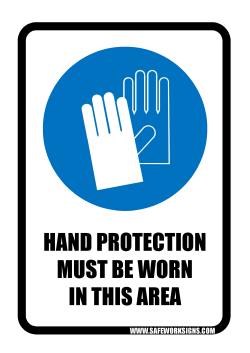 HAND PROTECTION
MUST BE WORN
IN THIS AREA
WWW.SAFEWORKSIGNS.COM